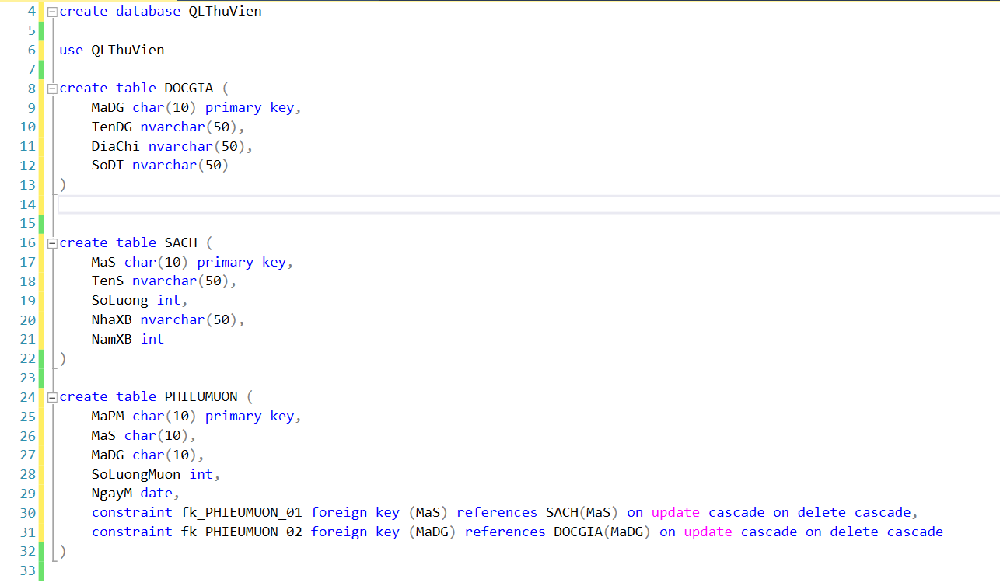 4 create database QLThuVien
5
6 use QLThuVien
7
8 create table DOCGIA (
9 MaDG char(10) primary key,
10 TenDG nvarchar(50),
11 DiaChi nvarchar(50),
12 SoDT nvarchar(50)
13 )
14
15
16 create table SACH (
17 MaS char(10) primary key,
18 TenS nvarchar(50),
19 SoLuong int,
20 NhaXB nvarchar(50),
21 NamXB int
22 )
23
24 create table PHIEUMUON (
25 MaPM char(10) primary key,
26 MaS char(10),
27 MaDG char(10),
28 SoLuongMuon int,
29 NgayM date,
30 constraint fk_PHIEUMUON_01 foreign key (MaS) references SACH(MaS) on update cascade on delete cascade,
31 constraint fk_PHIEUMUON_02 foreign key (MaDG) references DOCGIA(MaDG) on update cascade on delete cascade
32 )
33